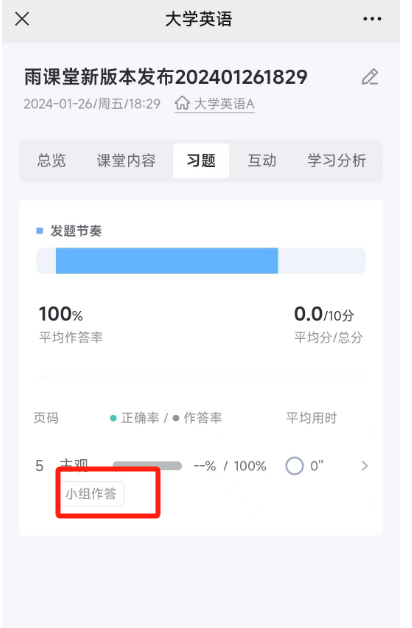 大学英语
雨课堂新版本发布202401261829
2024-01-26/周五/18:29 大学英语A
总览 课堂内容 习题 互动 学习分析
发题节奏
100% 0.0/10分
平均作答率 平均分/总分
页码 正确率 / 作答率 平均用时
5 主观 --% / 100% 0"
小组作答